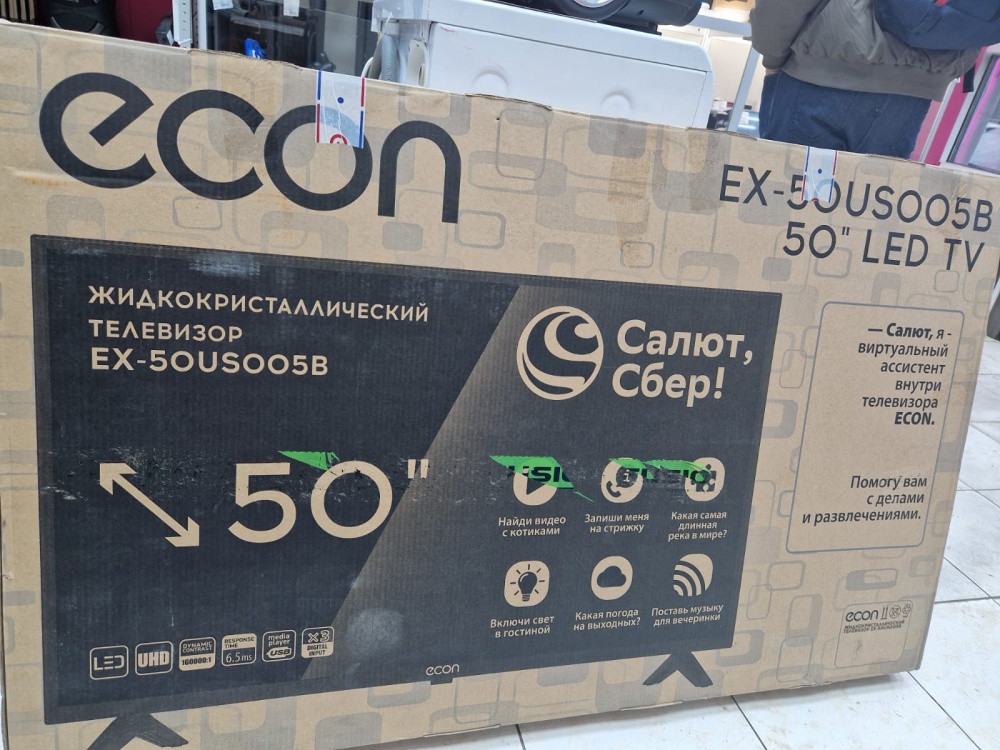 econ
EX-50US005B
50" LED TV
ЖИДКОКРИСТАЛЛИЧЕСКИЙ
ТЕЛЕВИЗОР
EX-50US005B
Салют,
Сбер!
— Салют, я -
виртуальный
ассистент
внутри
телевизора
ECON.
Помогу вам
с делами
и развлечениями.
50"
Найди видео
с котиками
Запиши меня
на стрижку
Какая самая
длинная
река в мире?
Включи свет
в гостиной
Какая погода
на выходных?
Поставь музыку
для вечеринки
LED
UHD
DYNAMIC
CONTRAST
160000:1
RESPONSE
TIME
6.5ms
media
player
USB
X3
DIGITAL
INPUT
econ
econ
ЖИДКОКРИСТАЛЛИЧЕСКИЙ